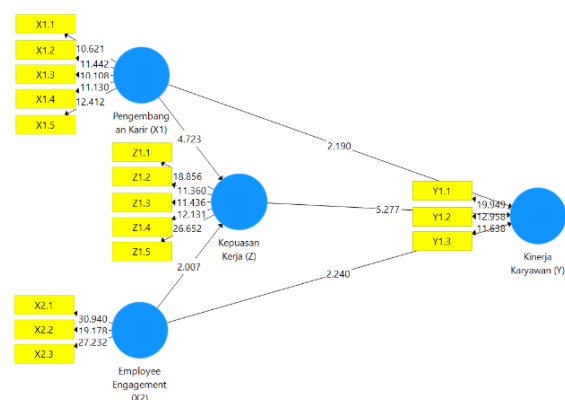 X1.1
X1.2
X1.3
X1.4
X1.5
10.621
11.442
10.108
11.130
12.412
Pengembang
an Karir (X1)
4.723
2.190
Z1.1
Z1.2
Z1.3
Z1.4
Z1.5
18.856
11.360
11.436
12.131
26.652
Kepuasan
Kerja (Z)
5.277
Y1.1
Y1.2
Y1.3
19.949
12.958
11.638
Kinerja
Karyawan (Y)
2.007
2.240
X2.1
X2.2
X2.3
30.940
19.178
27.232
Employee
Engagement
(X2)